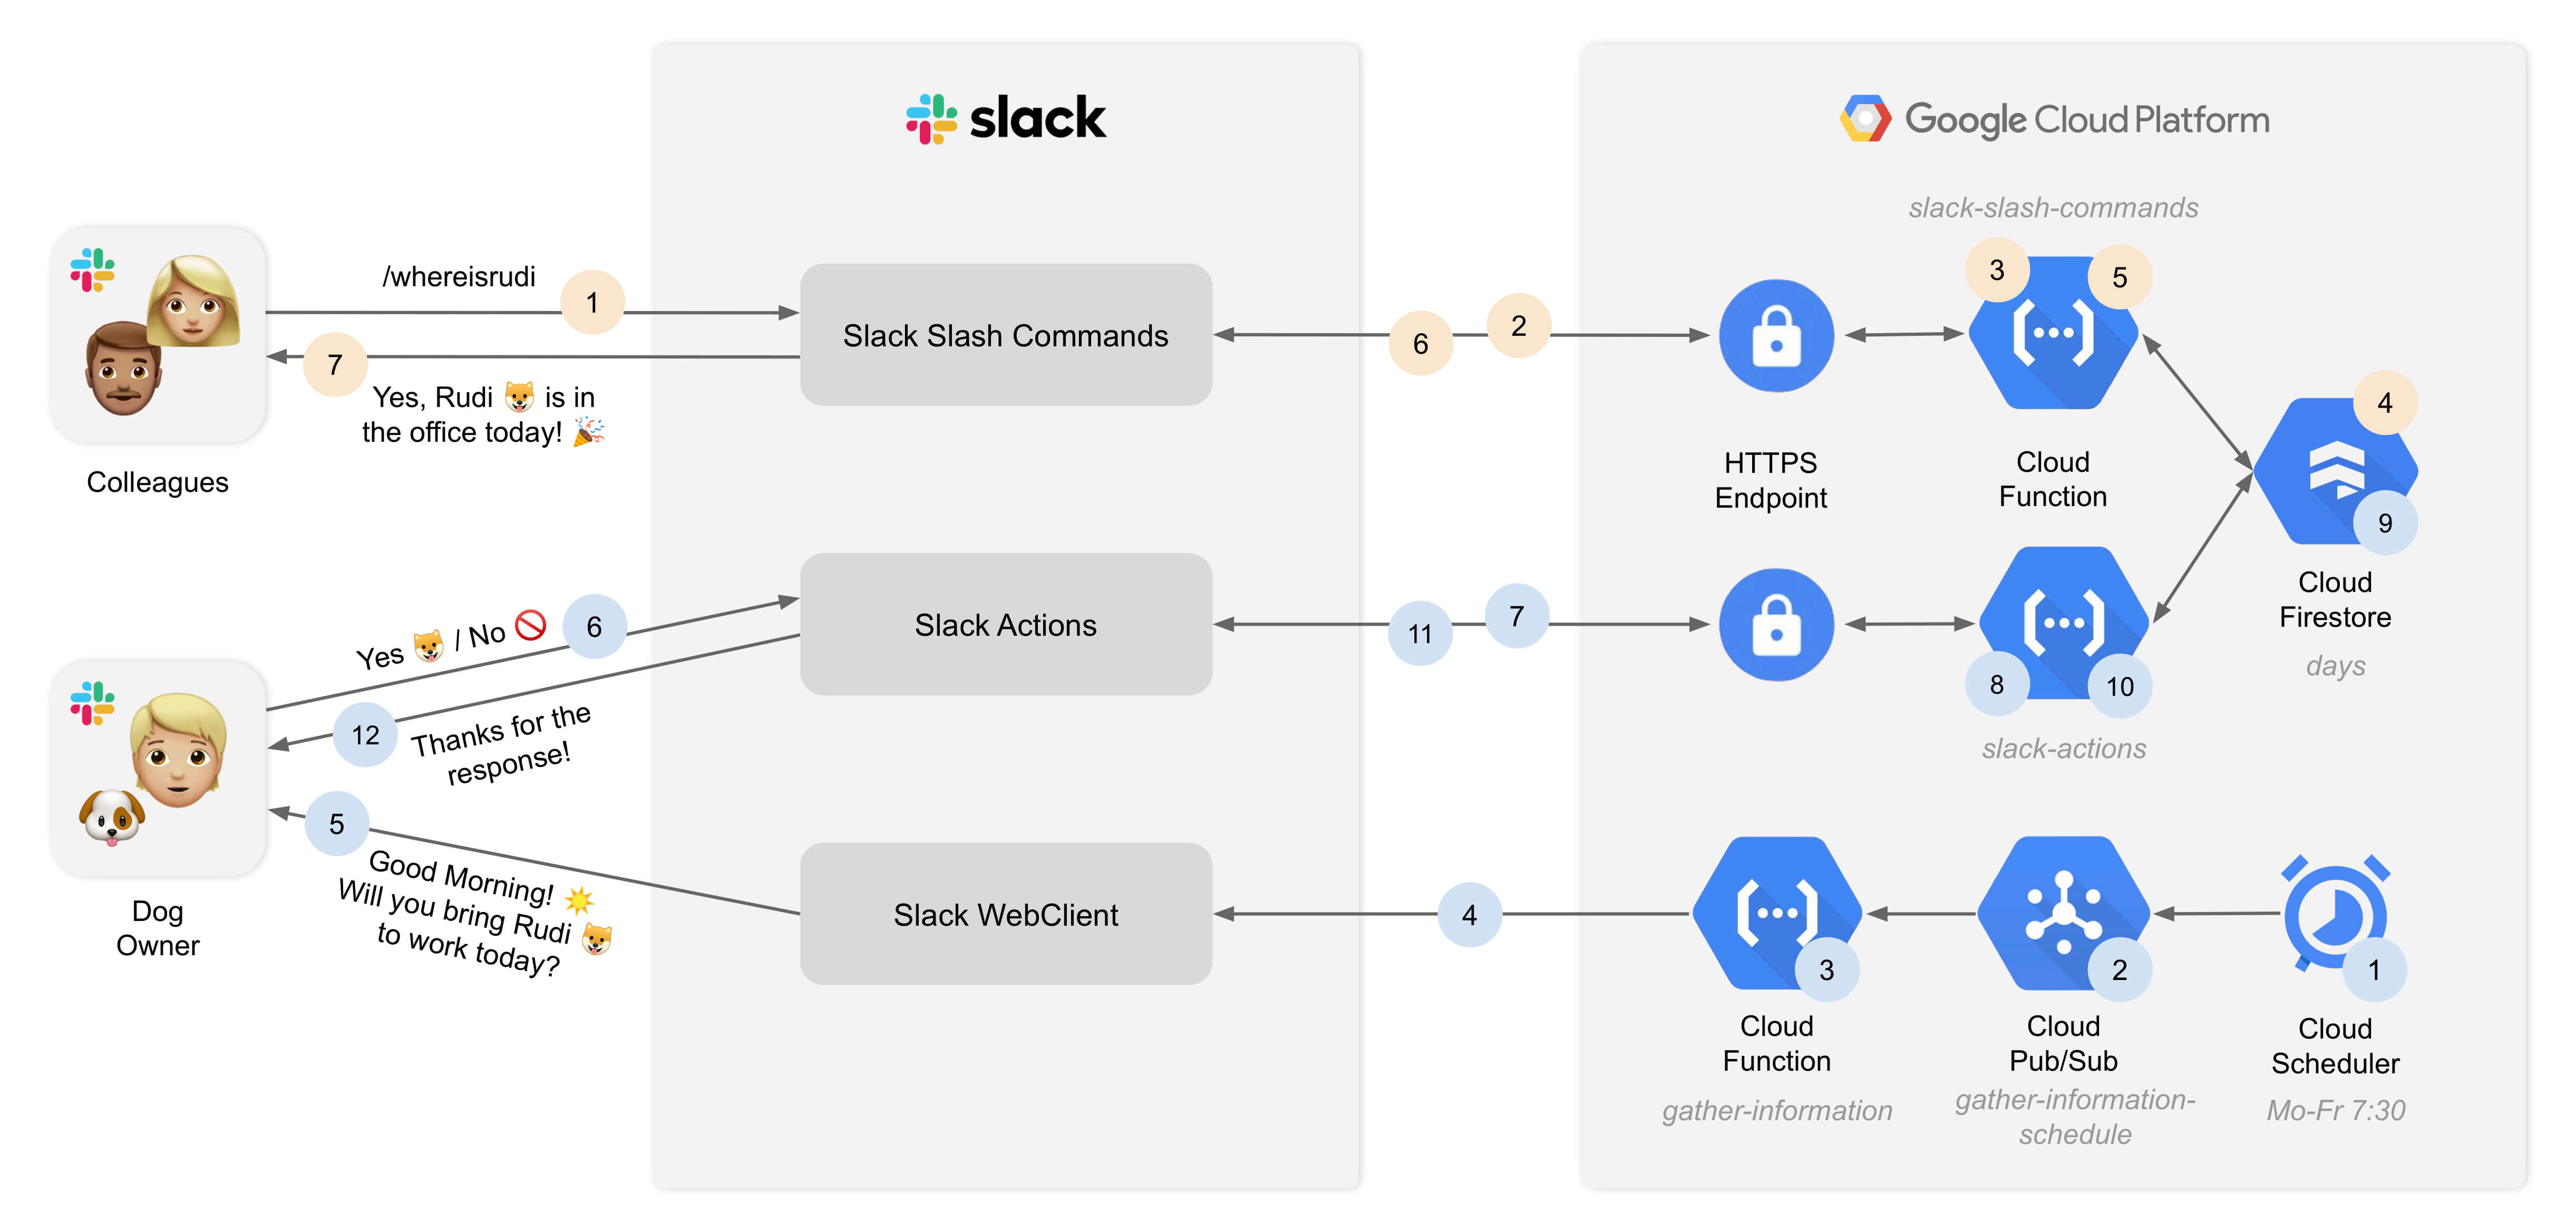 slack
Google Cloud Platform
slack-slash-commands
/whereisrudi
1
7
Yes, Rudi 🐶 is in
the office today! 🎉
Colleagues
Slack Slash Commands
6
2
HTTPS
Endpoint
3
5
Cloud
Function
4
9
Cloud
Firestore
days
Yes 🐶 / No 🚫
6
12
Thanks for the
response!
Slack Actions
11
7
8
10
slack-actions
Dog
Owner
5
Good Morning! ☀️
Will you bring Rudi 🐶
to work today?
Slack WebClient
4
3
Cloud
Function
gather-information
2
Cloud
Pub/Sub
gather-information-
schedule
1
Cloud
Scheduler
Mo-Fr 7:30